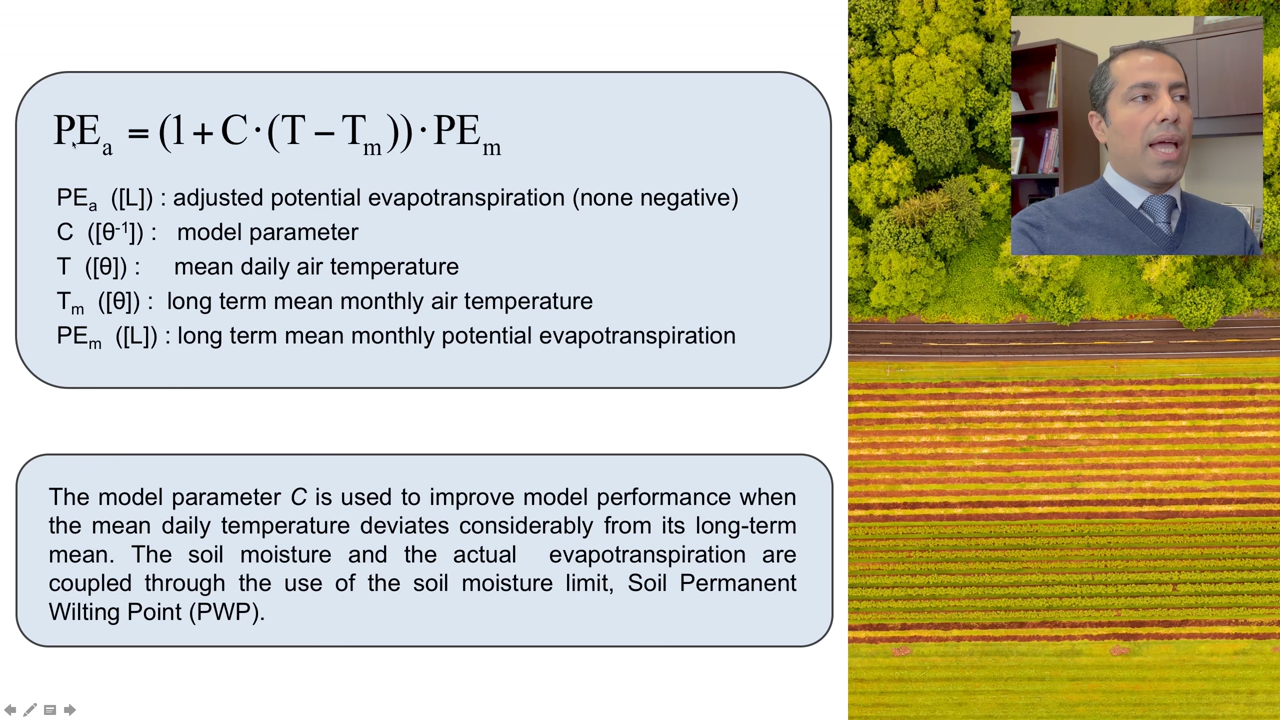 PEₐ = (1 + C · (T − Tₘ)) · PEₘ
PEₐ ([L]) : adjusted potential evapotranspiration (none negative)
C ([θ⁻¹]) : model parameter
T ([θ]) : mean daily air temperature
Tₘ ([θ]) : long term mean monthly air temperature
PEₘ ([L]) : long term mean monthly potential evapotranspiration
The model parameter C is used to improve model performance when
the mean daily temperature deviates considerably from its long-term
mean. The soil moisture and the actual evapotranspiration are
coupled through the use of the soil moisture limit, Soil Permanent
Wilting Point (PWP).